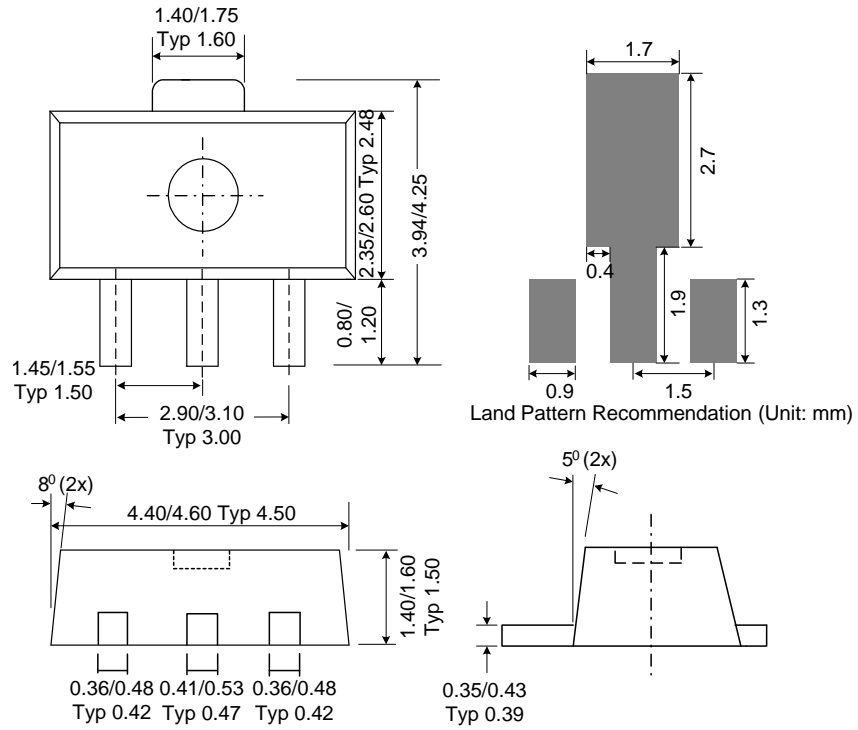 1.40/1.75
Typ 1.60
2.35/2.60 Typ 2.48
3.94/4.25
0.80/
1.20
1.45/1.55
Typ 1.50
2.90/3.10
Typ 3.00
1.7
2.7
0.4
1.9
1.3
0.9
1.5
Land Pattern Recommendation (Unit: mm)
8⁰ (2x)
4.40/4.60 Typ 4.50
1.40/1.60
Typ 1.50
0.36/0.48
Typ 0.42
0.41/0.53
Typ 0.47
0.36/0.48
Typ 0.42
5⁰ (2x)
0.35/0.43
Typ 0.39